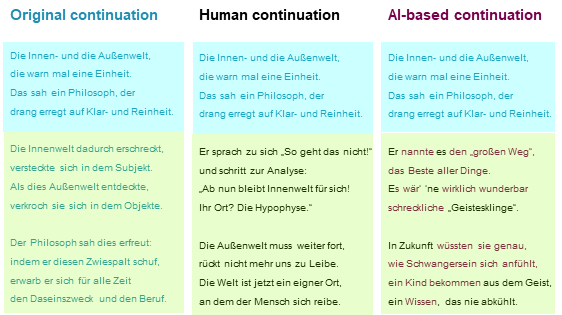 Original continuation
Die Innen- und die Außenwelt,
die warn mal eine Einheit.
Das sah ein Philosoph, der
drang erregt auf Klar- und Reinheit.
Die Innenwelt dadurch erschreckt,
versteckte sich in dem Subjekt.
Als dies Außenwelt entdeckte,
verkroch sie sich in dem Objekte.
Der Philosoph sah dies erfreut:
indem er diesen Zwiespalt schuf,
erwarb er sich für alle Zeit
den Daseinszweck und den Beruf.
Human continuation
Die Innen- und die Außenwelt,
die warn mal eine Einheit.
Das sah ein Philosoph, der
drang erregt auf Klar- und Reinheit.
Er sprach zu sich „So geht das nicht!“
und schritt zur Analyse:
„Ab nun bleibt Innenwelt für sich!
Ihr Ort? Die Hypophyse.“
Die Außenwelt muss weiter fort,
rückt nicht mehr uns zu Leibe.
Die Welt ist jetzt ein eigner Ort,
an dem der Mensch sich reibe.
AI-based continuation
Die Innen- und die Außenwelt,
die warn mal eine Einheit.
Das sah ein Philosoph, der
drang erregt auf Klar- und Reinheit.
Er nannte es den „großen Weg“,
das Beste aller Dinge.
Es wär’ ’ne wirklich wunderbar
schreckliche „Geistesklinge“.
In Zukunft wüssten sie genau,
wie Schwangersein sich anfühlt,
ein Kind bekommen aus dem Geist,
ein Wissen, das nie abkühlt.